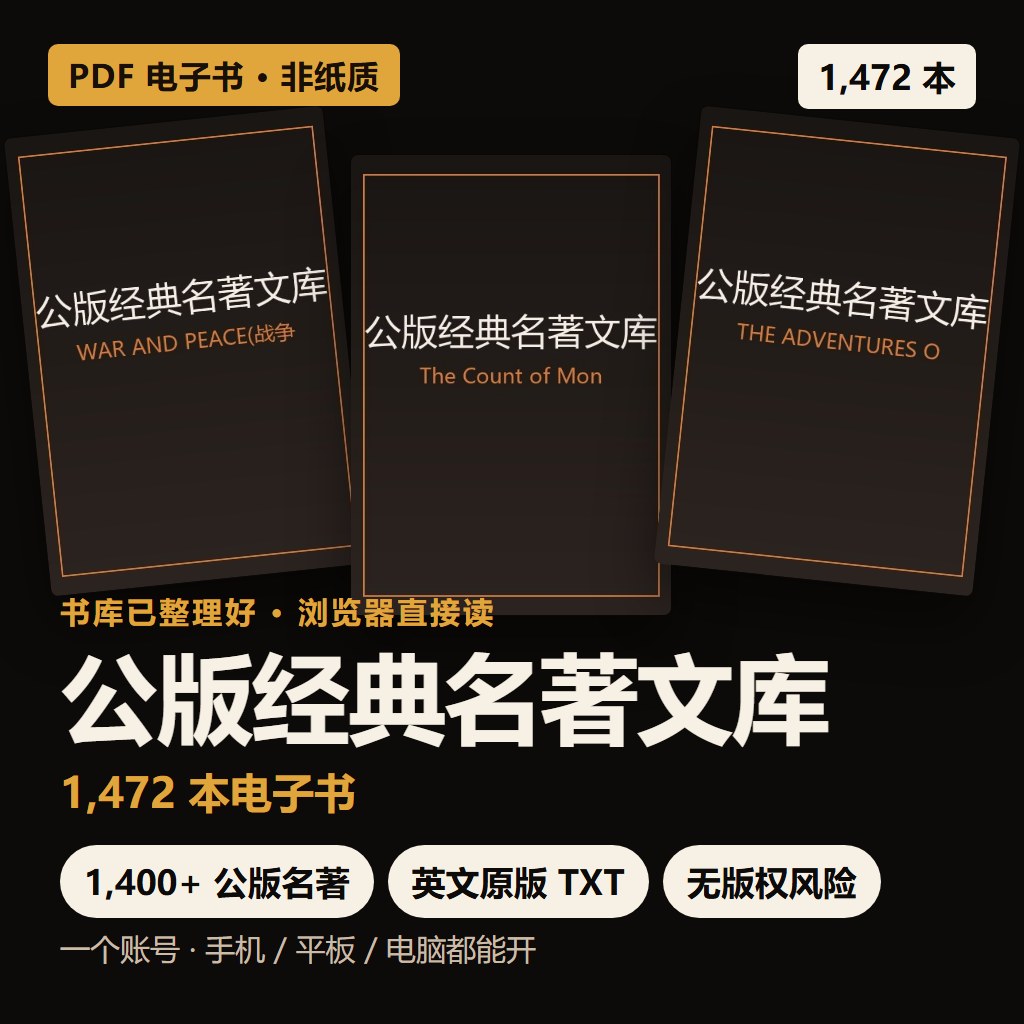 PDF 电子书 • 非纸质
1,472 本
公版经典名著文库
WAR AND PEACE(战争
公版经典名著文库
The Count of Mon
公版经典名著文库
THE ADVENTURES O
书库已整理好 • 浏览器直接读
公版经典名著文库
1,472 本电子书
1,400+ 公版名著
英文原版 TXT
无版权风险
一个账号 · 手机 / 平板 / 电脑都能开